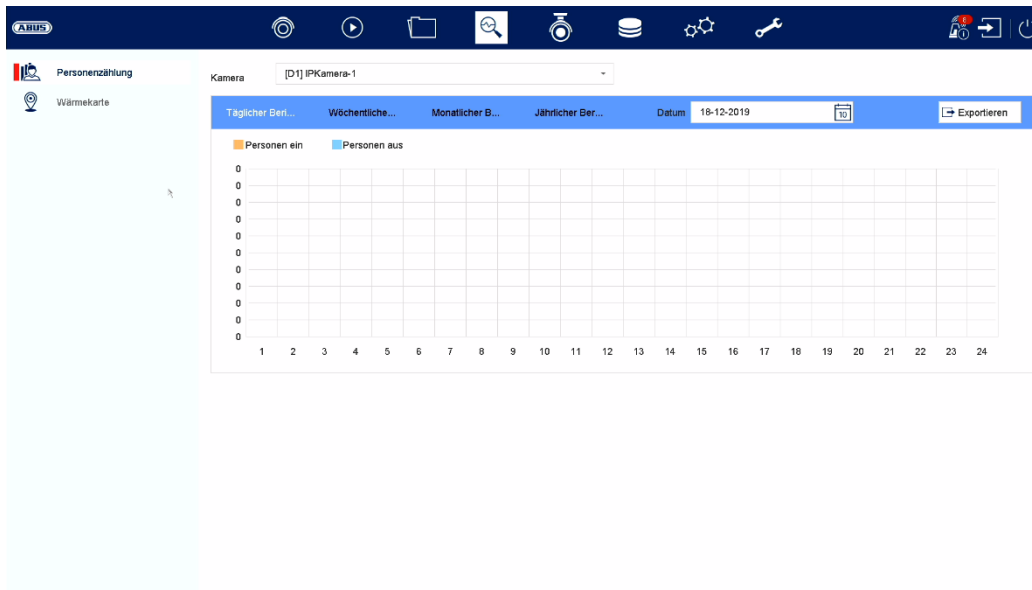 ABUS
6
Personenzählung
Wärmekarte
Kamera [D1] IPKamera-1
Täglicher Beri... Wöchentliche... Monatlicher B... Jährlicher Ber... Datum 18-12-2019 10 Exportieren
Personen ein Personen aus
0
0
0
0
0
0
0
0
0
0
0
1 2 3 4 5 6 7 8 9 10 11 12 13 14 15 16 17 18 19 20 21 22 23 24